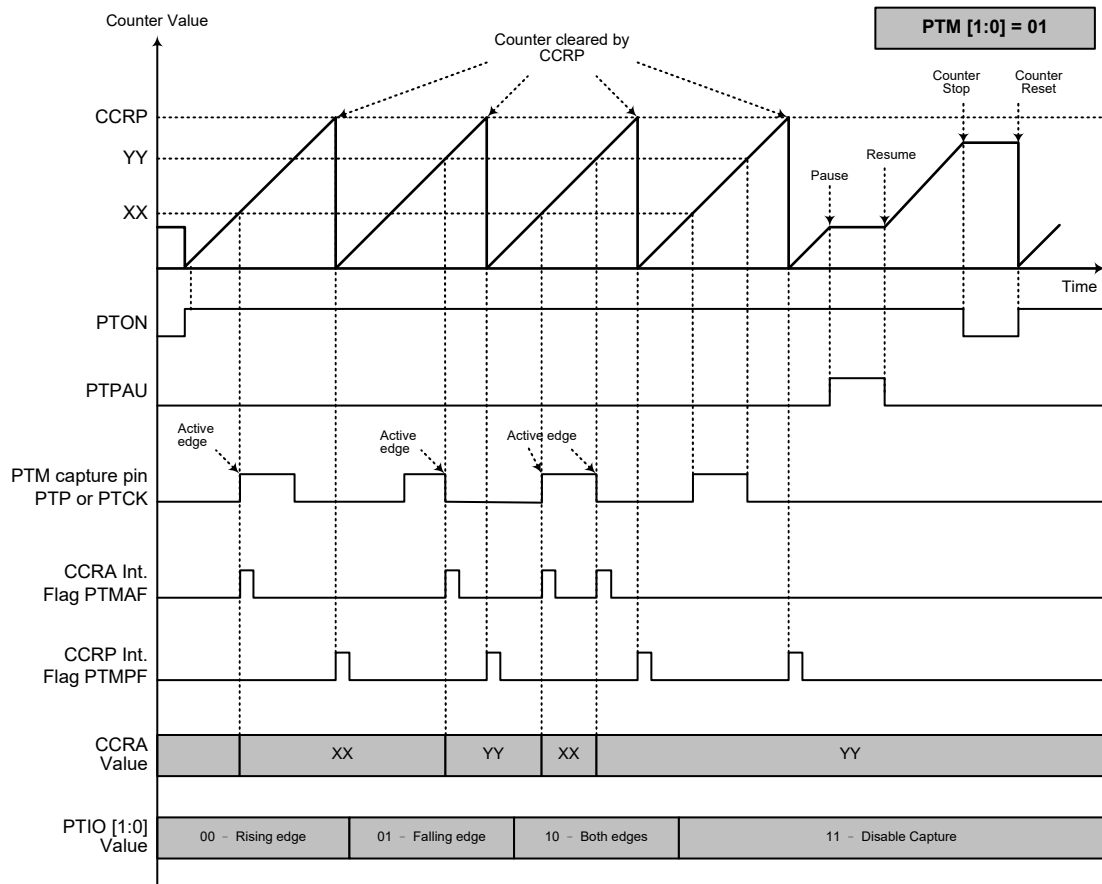 Counter Value
PTM [1:0] = 01
Counter cleared by
CCRP
Counter
Stop
Counter
Reset
CCRP
YY
XX
Pause
Resume
Time
PTON
PTPAU
Active
edge
Active
edge
Active edge
PTM capture pin
PTP or PTCK
CCRA Int.
Flag PTMAF
CCRP Int.
Flag PTMPF
CCRA
Value
XX
YY
XX
YY
PTIO [1:0]
Value
00 - Rising edge
01 - Falling edge
10 - Both edges
11 - Disable Capture